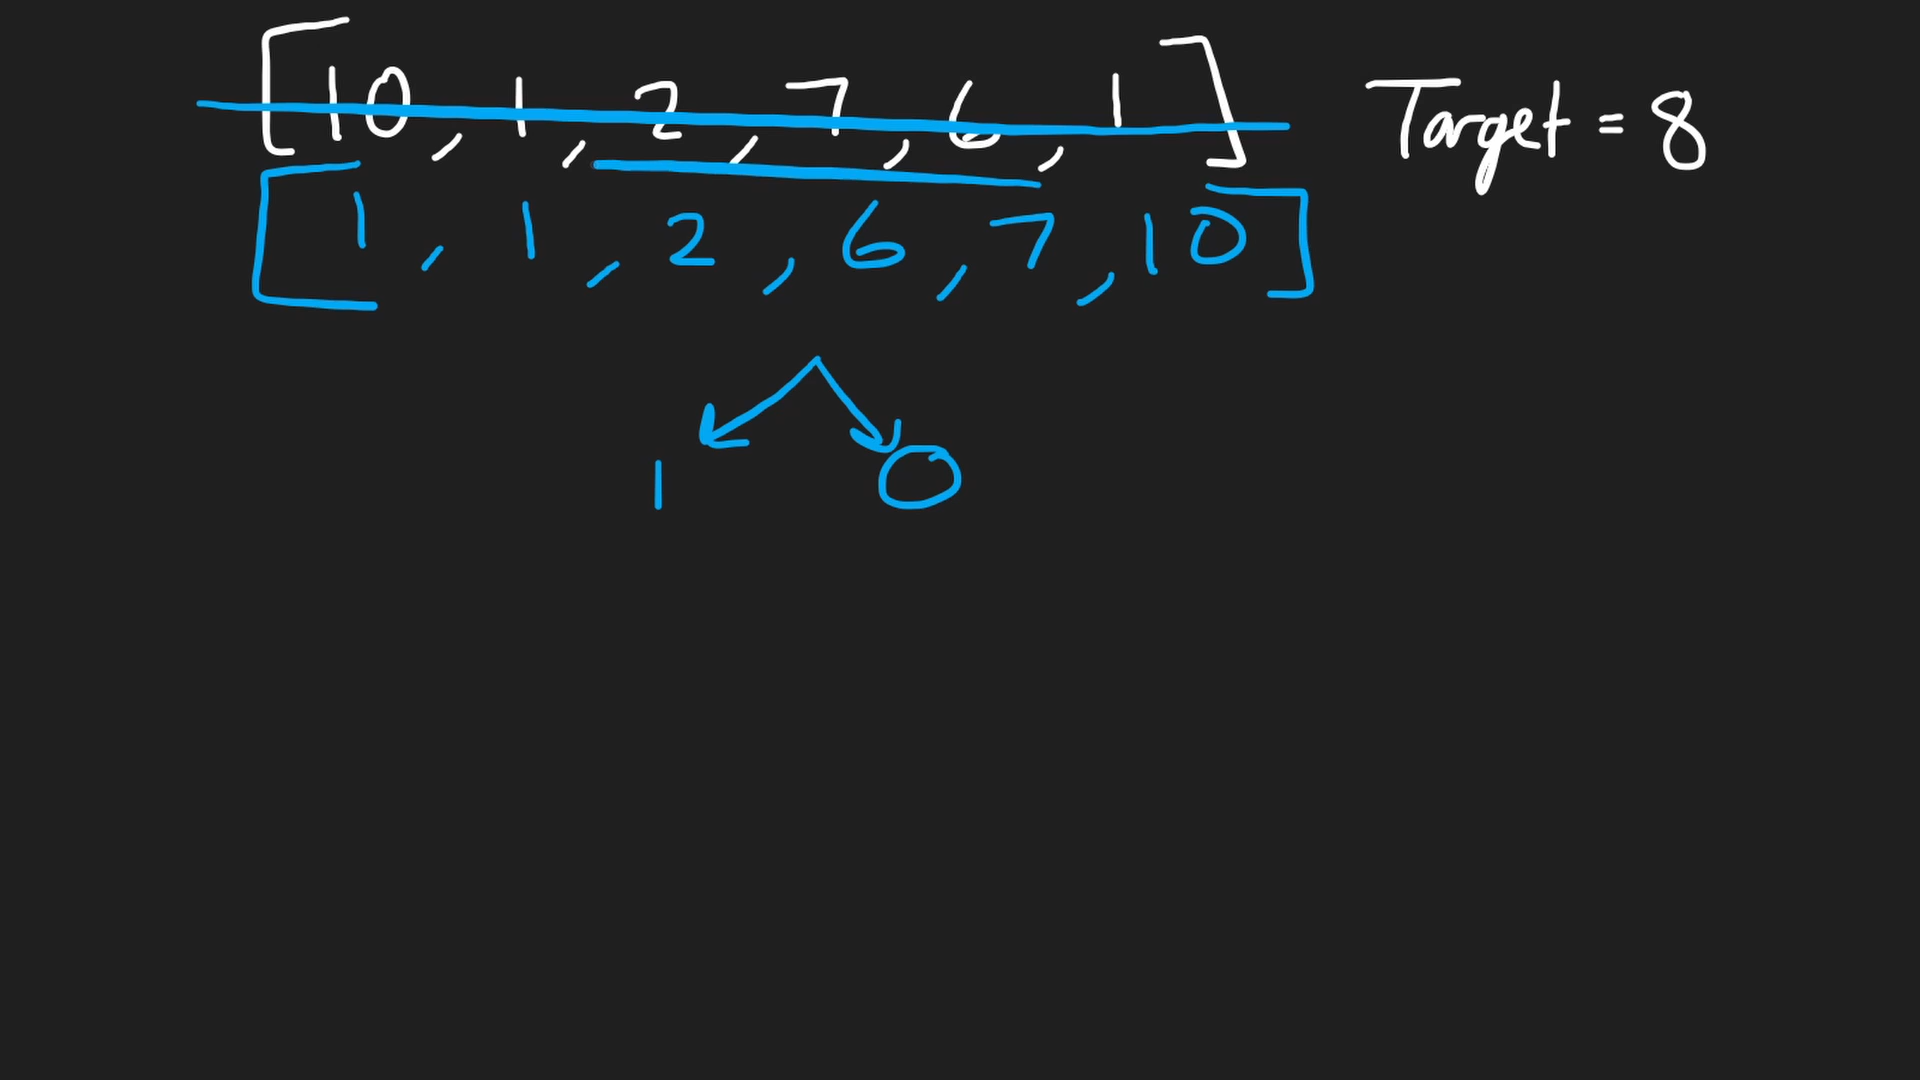 [10, 1, 2, 7, 6, 1] Target = 8
[1, 1, 2, 6, 7, 10]
1 0